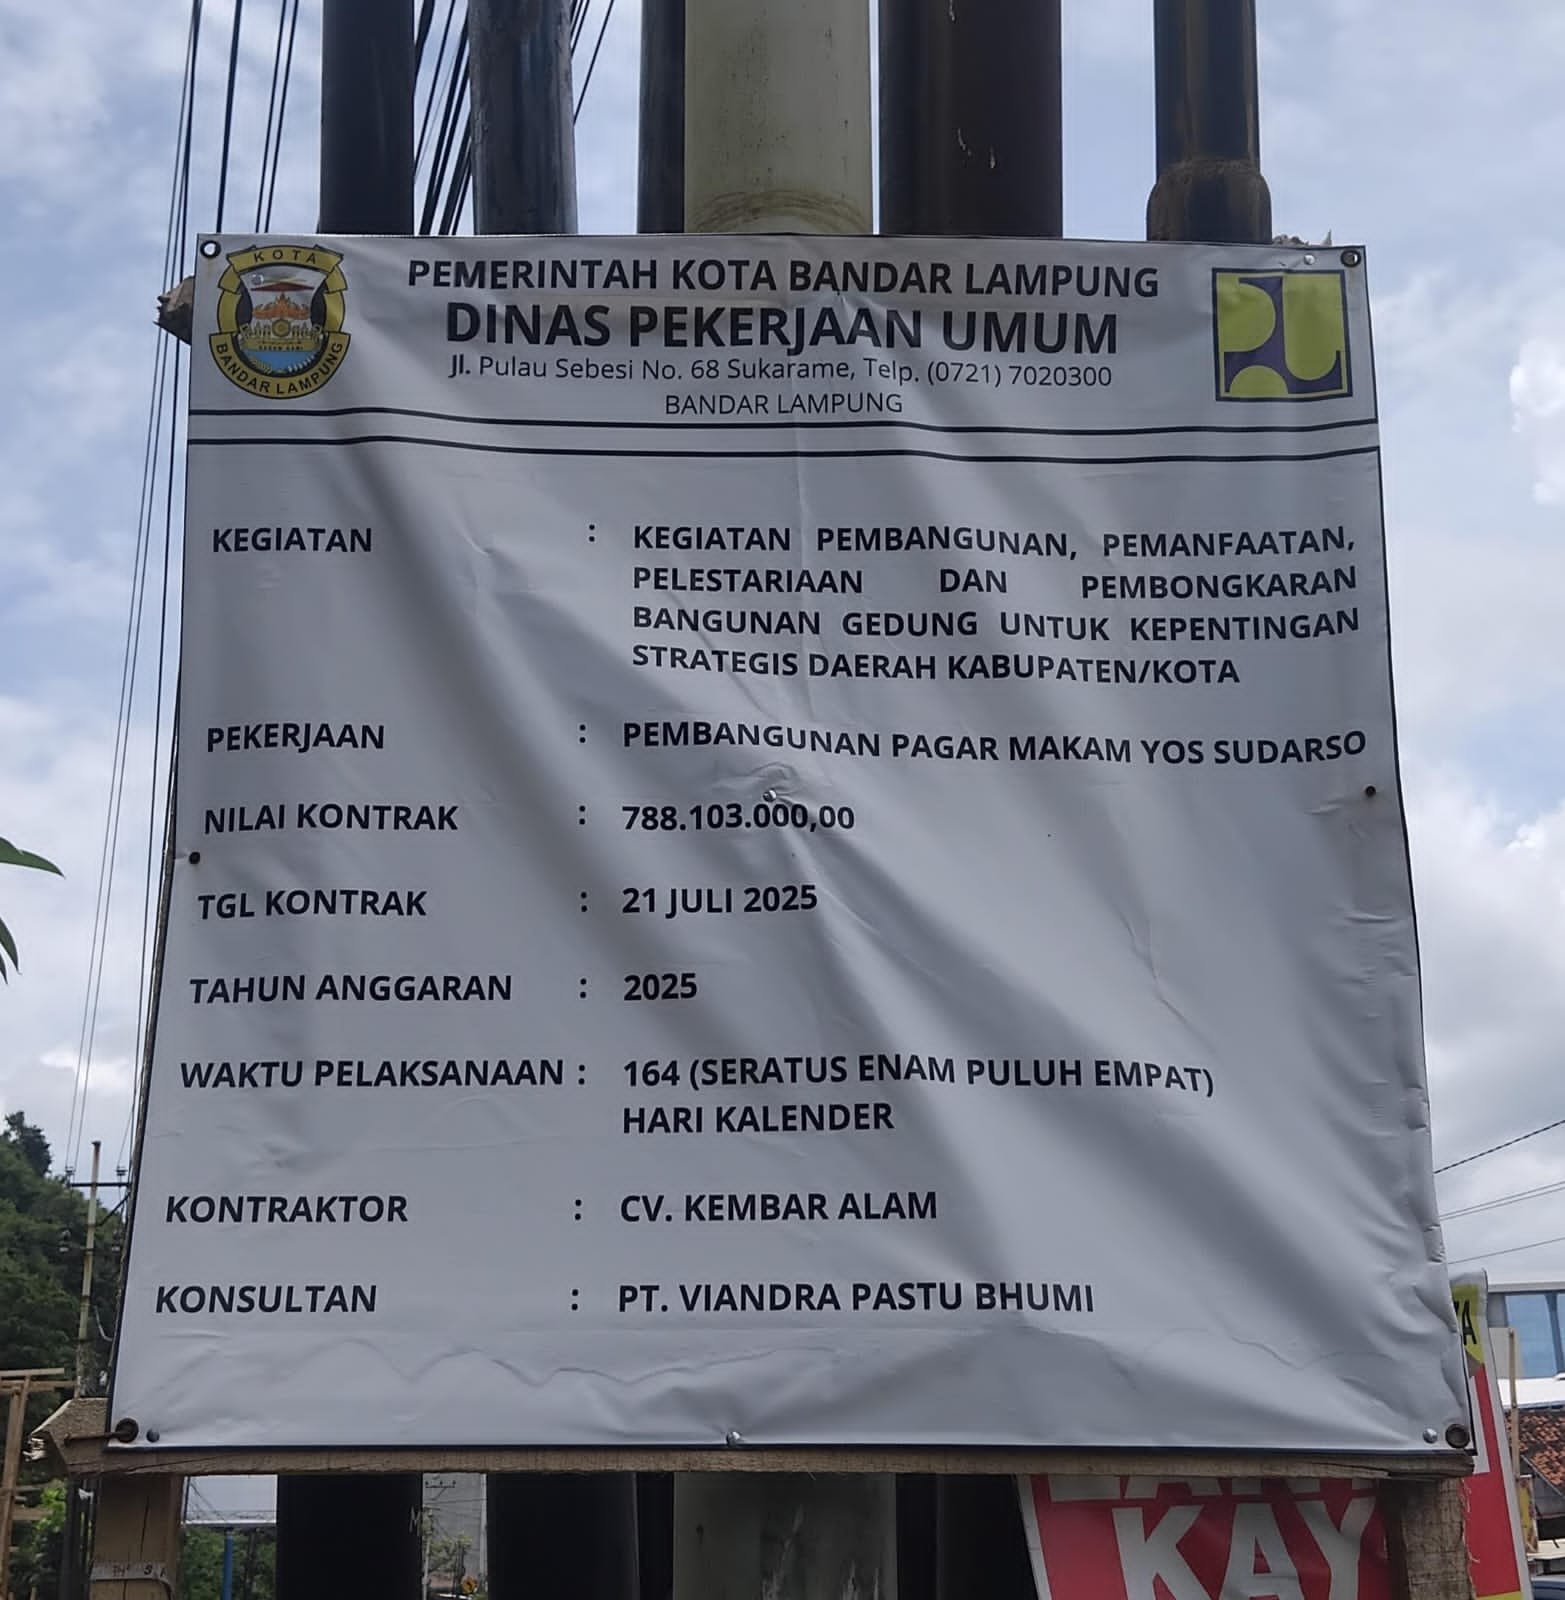 KOTA
BANDAR LAMPUNG
PEMERINTAH KOTA BANDAR LAMPUNG
DINAS PEKERJAAN UMUM
Jl. Pulau Sebesi No. 68 Sukarame, Telp. (0721) 7020300
BANDAR LAMPUNG
KEGIATAN : KEGIATAN PEMBANGUNAN, PEMANFAATAN,
PELESTARIAAN DAN PEMBONGKARAN
BANGUNAN GEDUNG UNTUK KEPENTINGAN
STRATEGIS DAERAH KABUPATEN/KOTA
PEKERJAAN : PEMBANGUNAN PAGAR MAKAM YOS SUDARSO
NILAI KONTRAK : 788.103.000,00
TGL KONTRAK : 21 JULI 2025
TAHUN ANGGARAN : 2025
WAKTU PELAKSANAAN : 164 (SERATUS ENAM PULUH EMPAT)
HARI KALENDER
KONTRAKTOR : CV. KEMBAR ALAM
KONSULTAN : PT. VIANDRA PASTU BHUMI
KAY